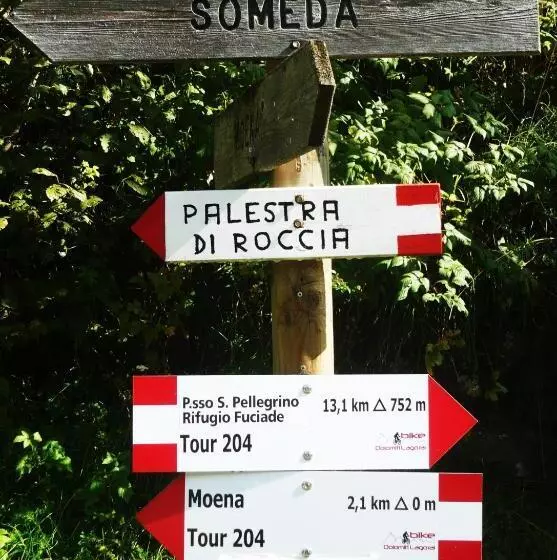 SOMEDA
PALESTRA
DI ROCCIA
P.sso S. Pellegrino
Rifugio Fuciade
13,1 km △ 752 m
Tour 204
bike
Dolomiti Lagorai
Moena
2,1 km △ 0 m
Tour 204
bike
Dolomiti Lagorai